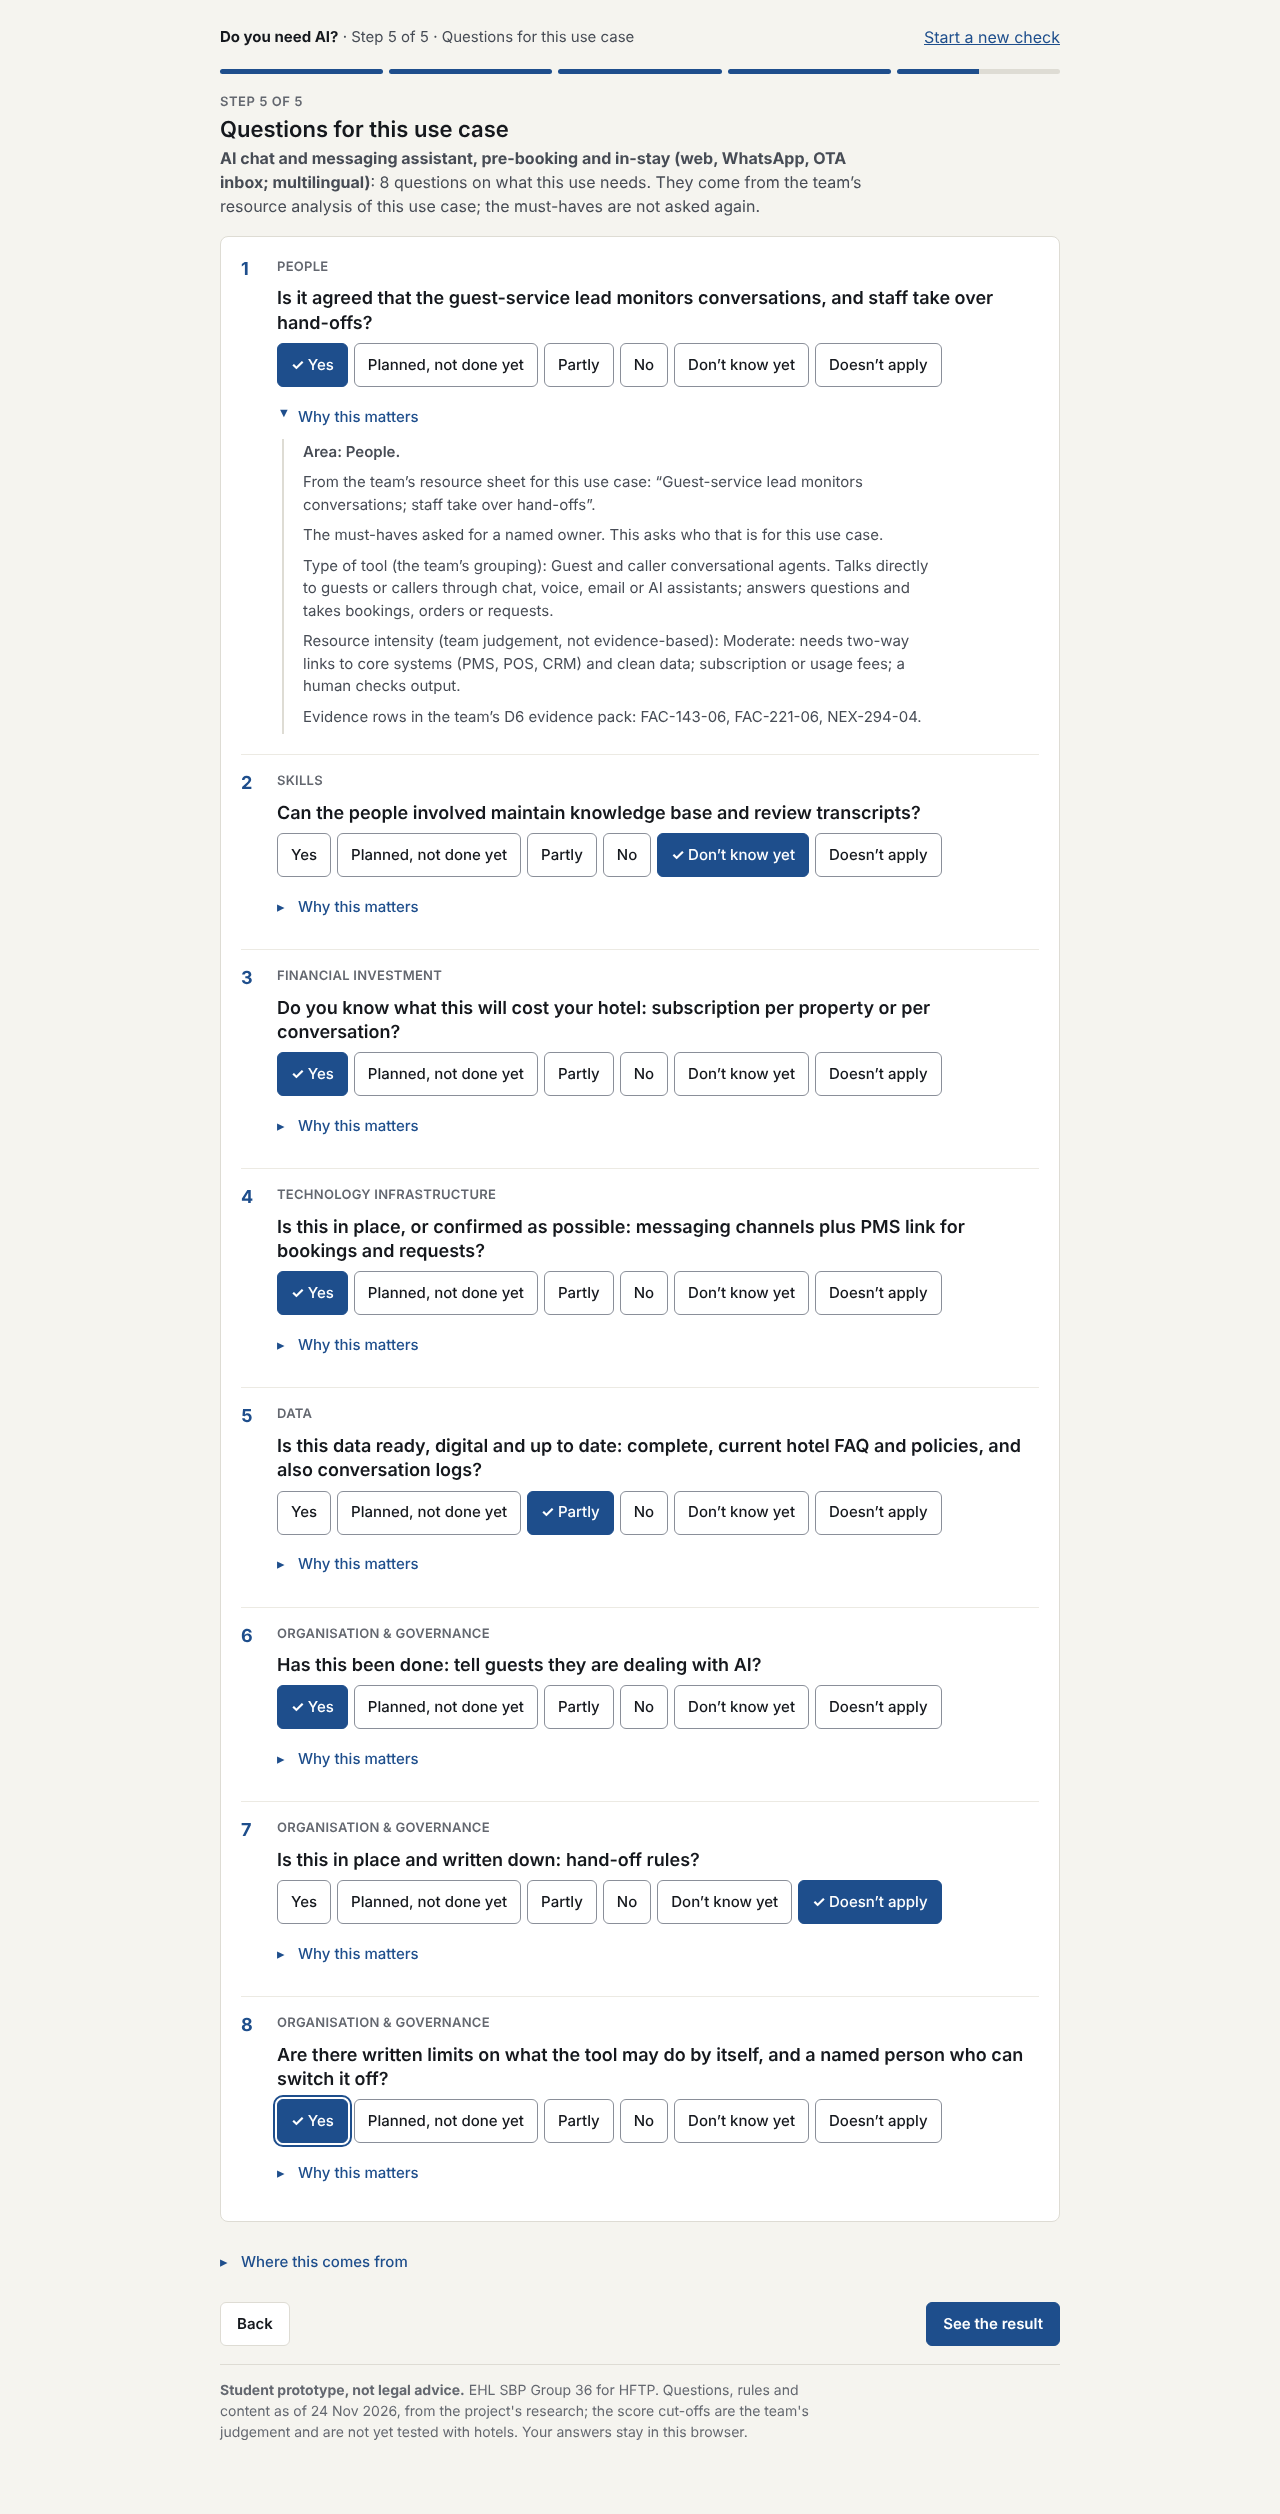 Do you need AI? · Step 5 of 5 · Questions for this use case
Start a new check
STEP 5 OF 5
Questions for this use case
AI chat and messaging assistant, pre-booking and in-stay (web, WhatsApp, OTA
inbox; multilingual): 8 questions on what this use needs. They come from the team’s
resource analysis of this use case; the must-haves are not asked again.
1
PEOPLE
Is it agreed that the guest-service lead monitors conversations, and staff take over
hand-offs?
✓ Yes
Planned, not done yet
Partly
No
Don’t know yet
Doesn’t apply
▾ Why this matters
Area: People.
From the team’s resource sheet for this use case: “Guest-service lead monitors
conversations; staff take over hand-offs”.
The must-haves asked for a named owner. This asks who that is for this use case.
Type of tool (the team’s grouping): Guest and caller conversational agents. Talks directly
to guests or callers through chat, voice, email or AI assistants; answers questions and
takes bookings, orders or requests.
Resource intensity (team judgement, not evidence-based): Moderate: needs two-way
links to core systems (PMS, POS, CRM) and clean data; subscription or usage fees; a
human checks output.
Evidence rows in the team’s D6 evidence pack: FAC-143-06, FAC-221-06, NEX-294-04.
2
SKILLS
Can the people involved maintain knowledge base and review transcripts?
Yes
Planned, not done yet
Partly
No
✓ Don’t know yet
Doesn’t apply
▸ Why this matters
3
FINANCIAL INVESTMENT
Do you know what this will cost your hotel: subscription per property or per
conversation?
✓ Yes
Planned, not done yet
Partly
No
Don’t know yet
Doesn’t apply
▸ Why this matters
4
TECHNOLOGY INFRASTRUCTURE
Is this in place, or confirmed as possible: messaging channels plus PMS link for
bookings and requests?
✓ Yes
Planned, not done yet
Partly
No
Don’t know yet
Doesn’t apply
▸ Why this matters
5
DATA
Is this data ready, digital and up to date: complete, current hotel FAQ and policies, and
also conversation logs?
Yes
Planned, not done yet
✓ Partly
No
Don’t know yet
Doesn’t apply
▸ Why this matters
6
ORGANISATION & GOVERNANCE
Has this been done: tell guests they are dealing with AI?
✓ Yes
Planned, not done yet
Partly
No
Don’t know yet
Doesn’t apply
▸ Why this matters
7
ORGANISATION & GOVERNANCE
Is this in place and written down: hand-off rules?
Yes
Planned, not done yet
Partly
No
Don’t know yet
✓ Doesn’t apply
▸ Why this matters
8
ORGANISATION & GOVERNANCE
Are there written limits on what the tool may do by itself, and a named person who can
switch it off?
✓ Yes
Planned, not done yet
Partly
No
Don’t know yet
Doesn’t apply
▸ Why this matters
▸ Where this comes from
Back
See the result
Student prototype, not legal advice. EHL SBP Group 36 for HFTP. Questions, rules and
content as of 24 Nov 2026, from the project's research; the score cut-offs are the team's
judgement and are not yet tested with hotels. Your answers stay in this browser.